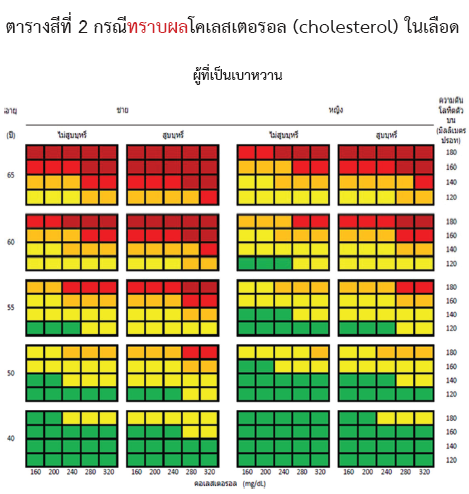 ตารางสีที่ 2 กรณีทราบผลโคเลสเตอรอล (cholesterol) ในเลือด
ผู้ที่เป็นเบาหวาน
อายุ
(ปี)
ชาย
หญิง
ความดัน
โลหิตตัว
บน
(มิลลิเมตร
ปรอท)
ไม่สูบบุหรี่ สูบบุหรี่ ไม่สูบบุหรี่ สูบบุหรี่
65
180
160
140
120
60
180
160
140
120
55
180
160
140
120
50
180
160
140
120
40
180
160
140
120
160 200 240 280 320 160 200 240 280 320 160 200 240 280 320 160 200 240 280 320
คอเลสเตอรอล (mg/dL)